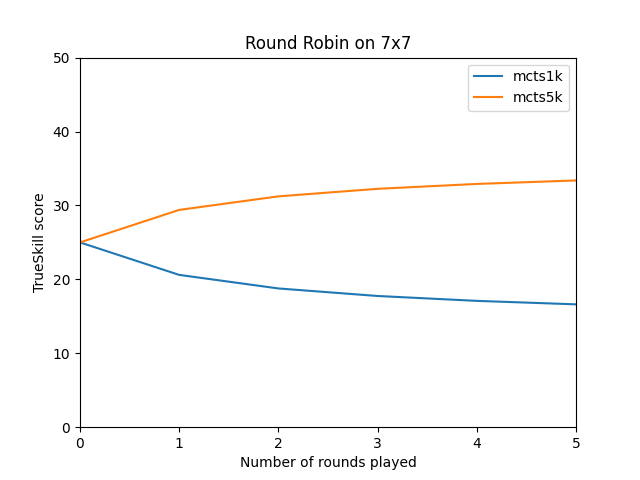 Round Robin on 7x7
mcts1k
mcts5k
TrueSkill score
50
40
30
20
10
0
0 1 2 3 4 5
Number of rounds played